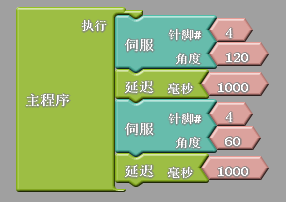 执行
主程序
伺服
针脚# 4
角度 120
延迟 毫秒 1000
伺服
针脚# 4
角度 60
延迟 毫秒 1000